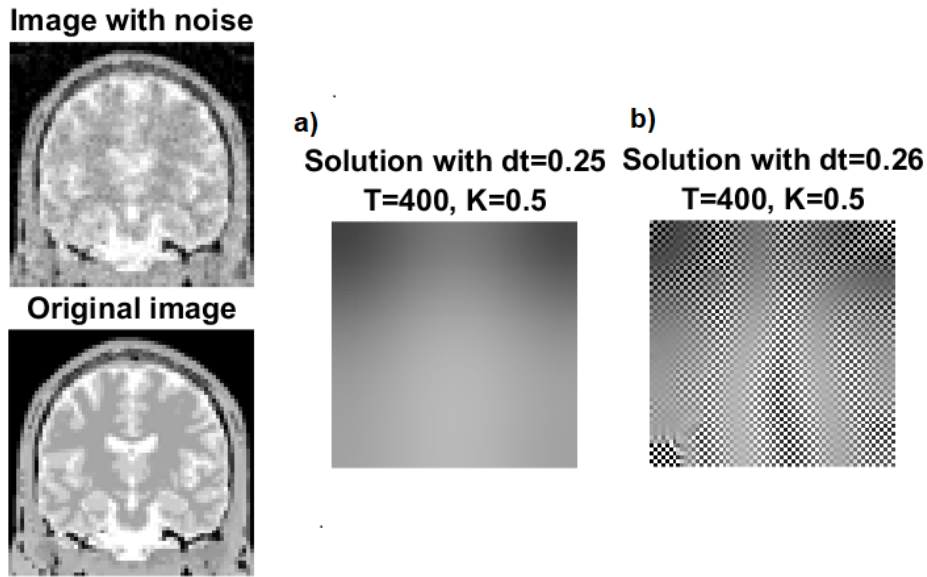 Image with noise
Original image
a)
Solution with dt=0.25
T=400, K=0.5
b)
Solution with dt=0.26
T=400, K=0.5